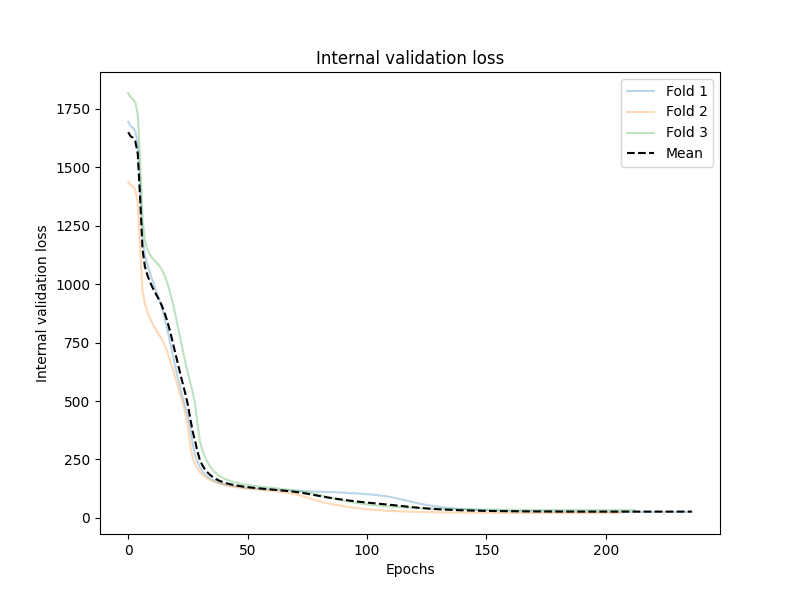 Internal validation loss
Fold 1
Fold 2
Fold 3
Mean
1750
1500
1250
1000
750
500
250
0
Internal validation loss
0
50
100
150
200
Epochs